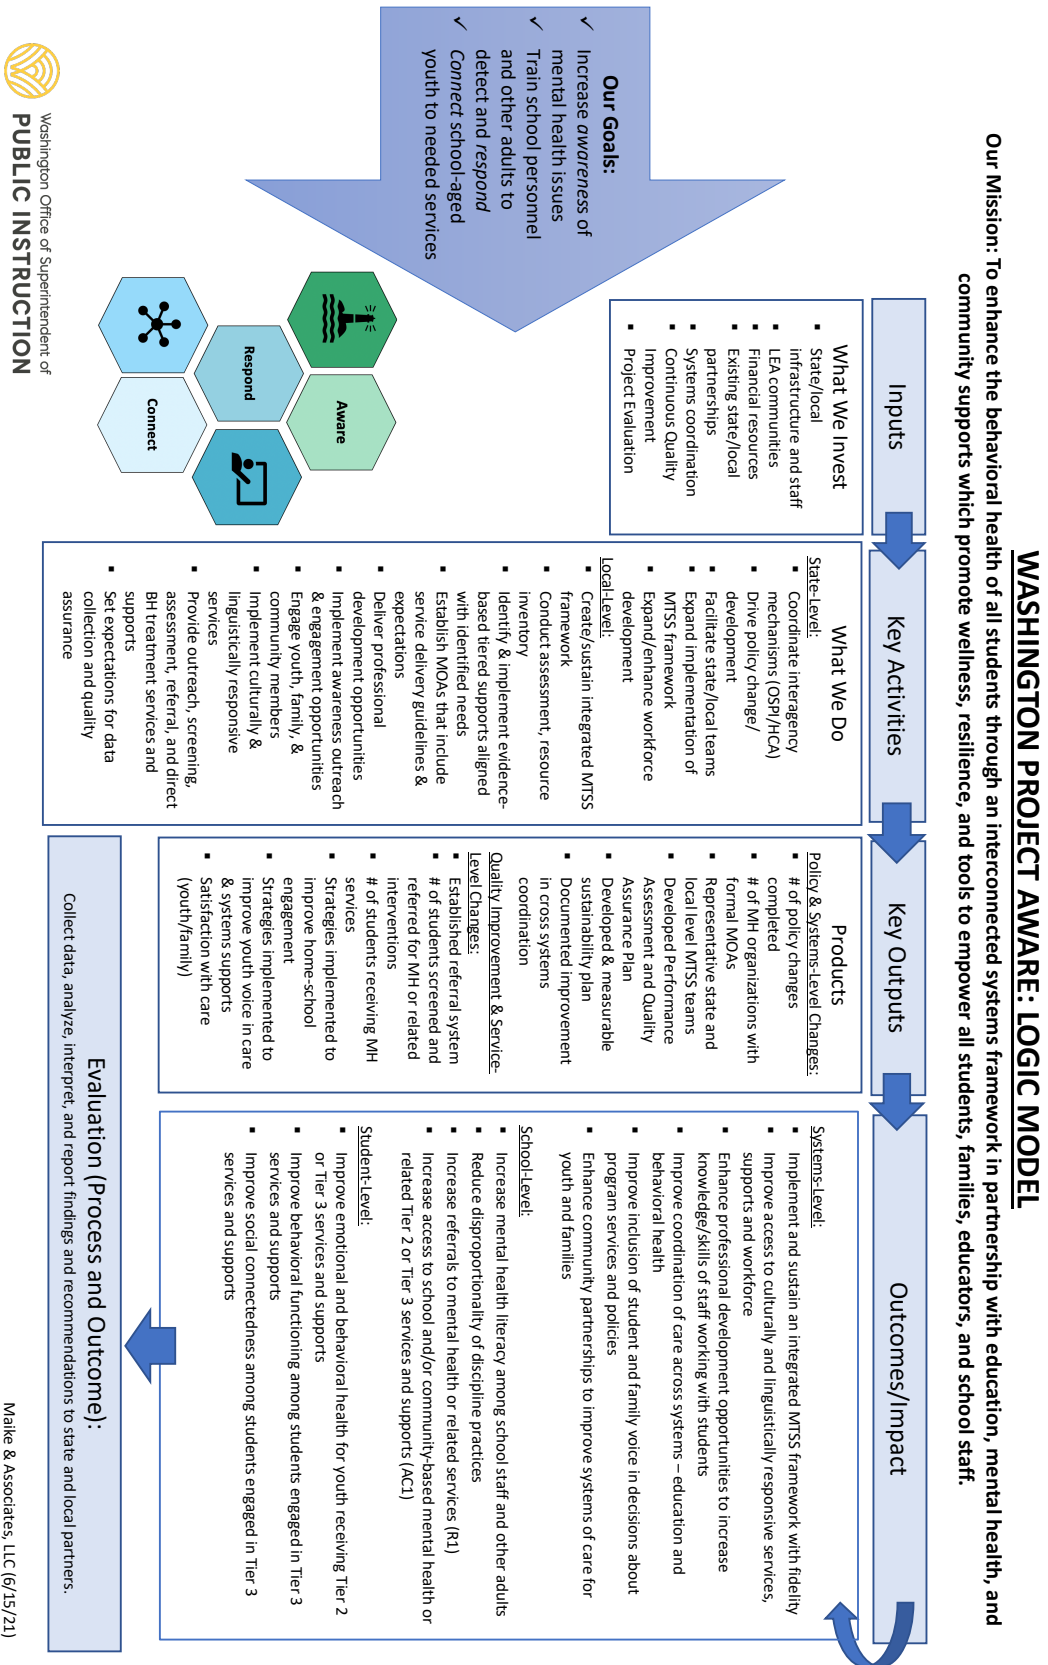 WASHINGTON PROJECT AWARE: LOGIC MODEL
Our Mission: To enhance the behavioral health of all students through an interconnected systems framework in partnership with education, mental health, and
community supports which promote wellness, resilience, and tools to empower all students, families, educators, and school staff.
Our Goals:
✓ Increase awareness of
mental health issues
✓ Train school personnel
and other adults to
detect and respond
✓ Connect school-aged
youth to needed services
Inputs
What We Invest
▪ State/local
infrastructure and staff
▪ LEA communities
▪ Financial resources
▪ Existing state/local
partnerships
▪ Systems coordination
▪ Continuous Quality
Improvement
▪ Project Evaluation
Aware
Respond
Connect
Key Activities
What We Do
State-Level:
▪ Coordinate interagency
mechanisms (OSPI/HCA)
▪ Drive policy change/
development
▪ Facilitate state/local teams
▪ Expand implementation of
MTSS framework
▪ Expand/enhance workforce
development
Local-Level:
▪ Create/sustain integrated MTSS
framework
▪ Conduct assessment, resource
inventory
▪ Identify & implement evidence-
based tiered supports aligned
with identified needs
▪ Establish MOAs that include
service delivery guidelines &
expectations
▪ Deliver professional
development opportunities
▪ Implement awareness outreach
& engagement opportunities
▪ Engage youth, family, &
community members
▪ Implement culturally &
linguistically responsive
services
▪ Provide outreach, screening,
assessment, referral, and direct
BH treatment services and
supports
▪ Set expectations for data
collection and quality
assurance
Key Outputs
Products
Policy & Systems-Level Changes:
▪ # of policy changes
completed
▪ # of MH organizations with
formal MOAs
▪ Representative state and
local level MTSS teams
▪ Developed Performance
Assessment and Quality
Assurance Plan
▪ Developed & measurable
sustainability plan
▪ Documented improvement
in cross systems
coordination
Quality Improvement & Service-
Level Changes:
▪ Established referral system
▪ # of students screened and
referred for MH or related
interventions
▪ # of students receiving MH
services
▪ Strategies implemented to
improve home-school
engagement
▪ Strategies implemented to
improve youth voice in care
& systems supports
▪ Satisfaction with care
(youth/family)
Outcomes/Impact
Systems-Level:
▪ Implement and sustain an integrated MTSS framework with fidelity
▪ Improve access to culturally and linguistically responsive services,
supports and workforce
▪ Enhance professional development opportunities to increase
knowledge/skills of staff working with students
▪ Improve coordination of care across systems – education and
behavioral health
▪ Improve inclusion of student and family voice in decisions about
program services and policies
▪ Enhance community partnerships to improve systems of care for
youth and families
School-Level:
▪ Increase mental health literacy among school staff and other adults
▪ Reduce disproportionality of discipline practices
▪ Increase referrals to mental health or related services (R1)
▪ Increase access to school and/or community-based mental health or
related Tier 2 or Tier 3 services and supports (AC1)
Student-Level:
▪ Improve emotional and behavioral health for youth receiving Tier 2
or Tier 3 services and supports
▪ Improve behavioral functioning among students engaged in Tier 3
services and supports
▪ Improve social connectedness among students engaged in Tier 3
services and supports
Evaluation (Process and Outcome):
Collect data, analyze, interpret, and report findings and recommendations to state and local partners.
Washington Office of Superintendent of
PUBLIC INSTRUCTION
Maike & Associates, LLC (6/15/21)